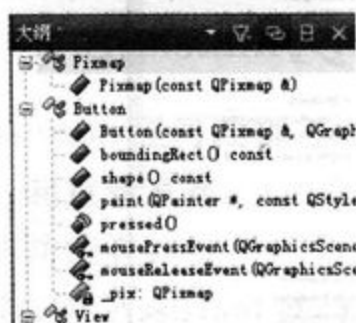 大纲
Pixmap
Pixmap(const QPixmap &)
Button
Button(const QPixmap &, QGraph
boundingRect() const
shape() const
paint(QPainter *, const QStyle
pressed()
mousePressEvent(QGraphicsScene
mouseReleaseEvent(QGraphicsSce
_pix: QPixmap
View